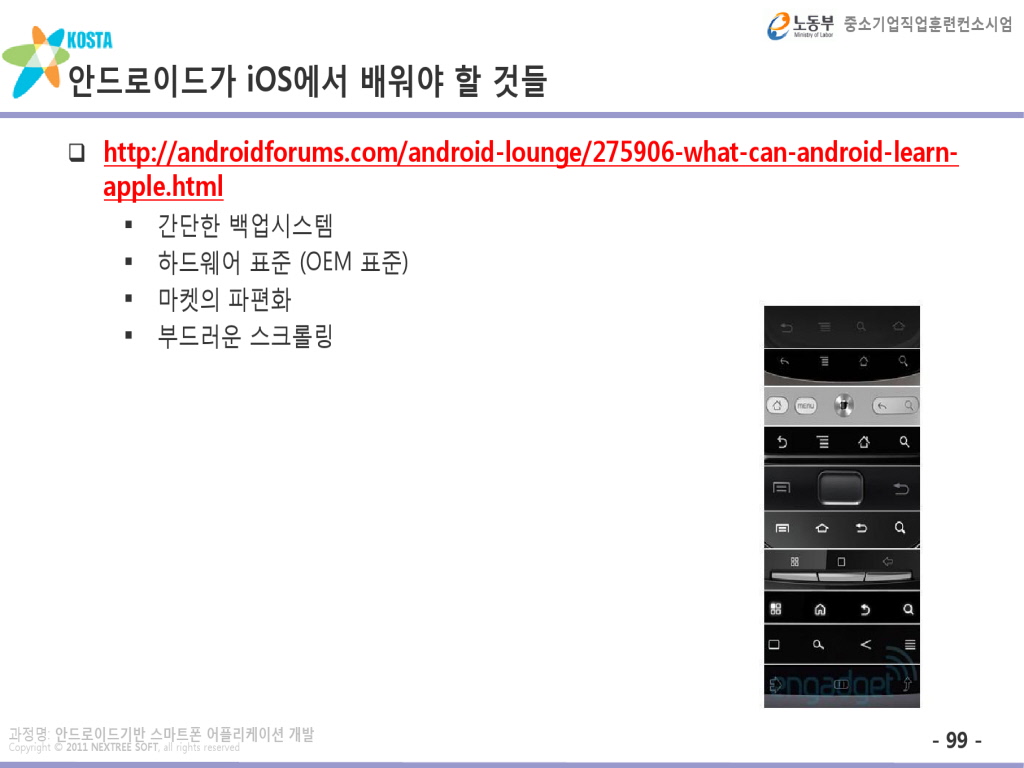 노동부
Ministry of Labor
중소기업직업훈련컨소시엄
KOSTA
안드로이드가 iOS에서 배워야 할 것들
❑ http://androidforums.com/android-lounge/275906-what-can-android-learn-
apple.html
▪ 간단한 백업시스템
▪ 하드웨어 표준 (OEM 표준)
▪ 마켓의 파편화
▪ 부드러운 스크롤링
MENU
engadget
과정명: 안드로이드기반 스마트폰 어플리케이션 개발
Copyright © 2011 NEXTREE SOFT, all rights reserved
- 99 -